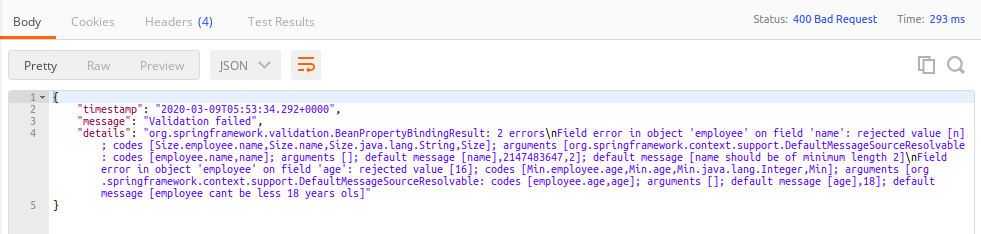 Body Cookies Headers (4) Test Results Status: 400 Bad Request Time: 293 ms
Pretty Raw Preview JSON
1 {
2 "timestamp": "2020-03-09T05:53:34.292+0000",
3 "message": "Validation failed",
4 "details": "org.springframework.validation.BeanPropertyBindingResult: 2 errors\nField error in object 'employee' on field 'name': rejected value [n]
; codes [Size.employee.name,Size.name,Size.java.lang.String,Size]; arguments [org.springframework.context.support.DefaultMessageSourceResolvable
: codes [employee.name,name]; arguments []; default message [name],2147483647,2]; default message [name should be of minimum length 2]\nField
error in object 'employee' on field 'age': rejected value [16]; codes [Min.employee.age,Min.age,Min.java.lang.Integer,Min]; arguments [org
.springframework.context.support.DefaultMessageSourceResolvable: codes [employee.age,age]; arguments []; default message [age],18]; default
message [employee cant be less 18 years ols]"
5 }